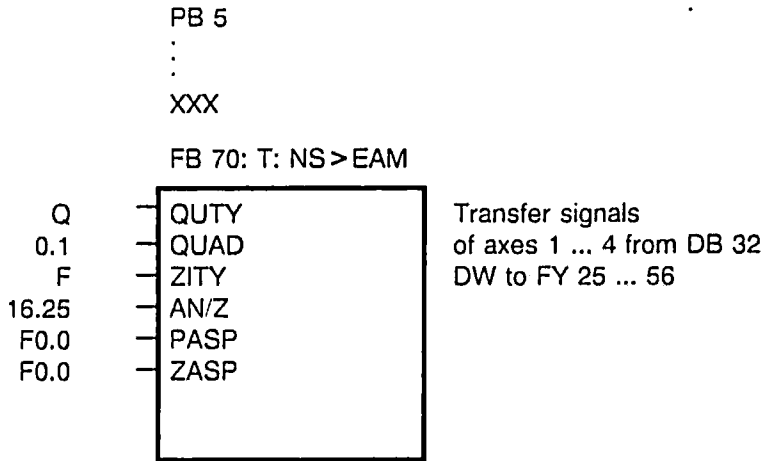 PB 5
.
.
.
XXX
FB 70: T: NS>EAM
Q QUTY Transfer signals
0.1 QUAD of axes 1 ... 4 from DB 32
F ZITY DW to FY 25 ... 56
16.25 AN/Z
F0.0 PASP
F0.0 ZASP